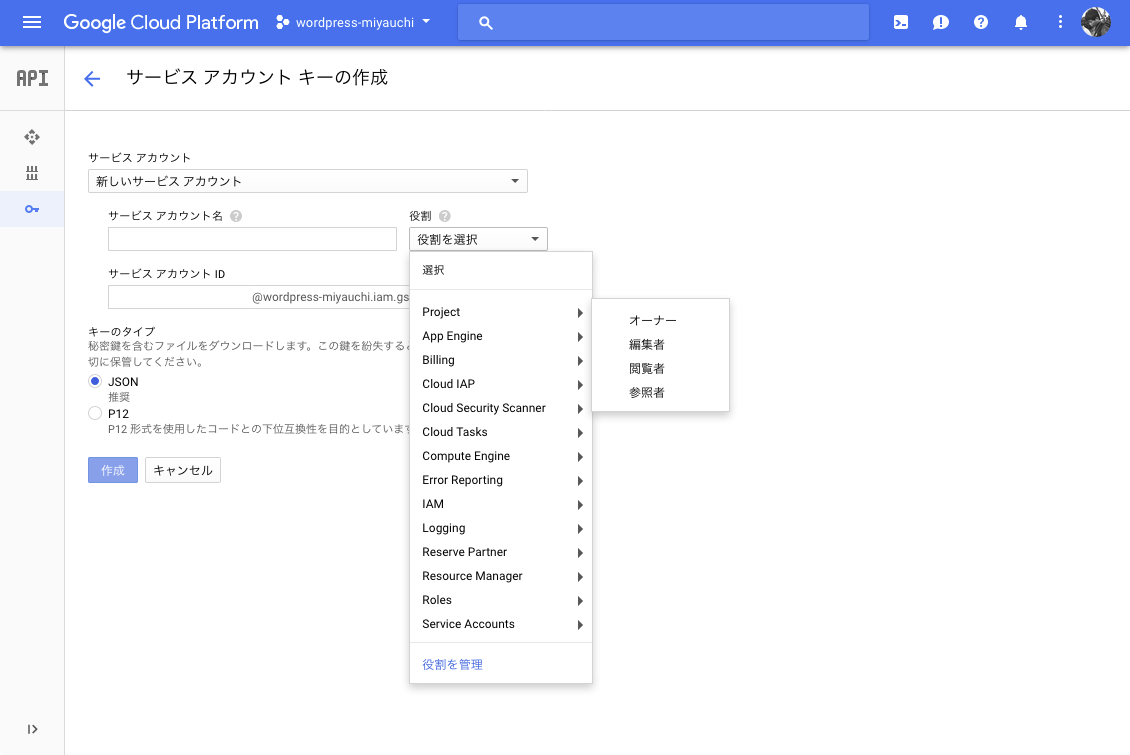 Google Cloud Platform
wordpress-miyauchi
API
サービス アカウント キーの作成
サービス アカウント
新しいサービス アカウント
サービス アカウント名
役割
役割を選択
サービス アカウント ID
@wordpress-miyauchi.iam.gs
キーのタイプ
秘密鍵を含むファイルをダウンロードします。この鍵を紛失すると
切に保管してください。
JSON
推奨
P12
P12 形式を使用したコードとの下位互換性を目的としています
作成
キャンセル
選択
Project
App Engine
Billing
Cloud IAP
Cloud Security Scanner
Cloud Tasks
Compute Engine
Error Reporting
IAM
Logging
Reserve Partner
Resource Manager
Roles
Service Accounts
役割を管理
オーナー
編集者
閲覧者
参照者